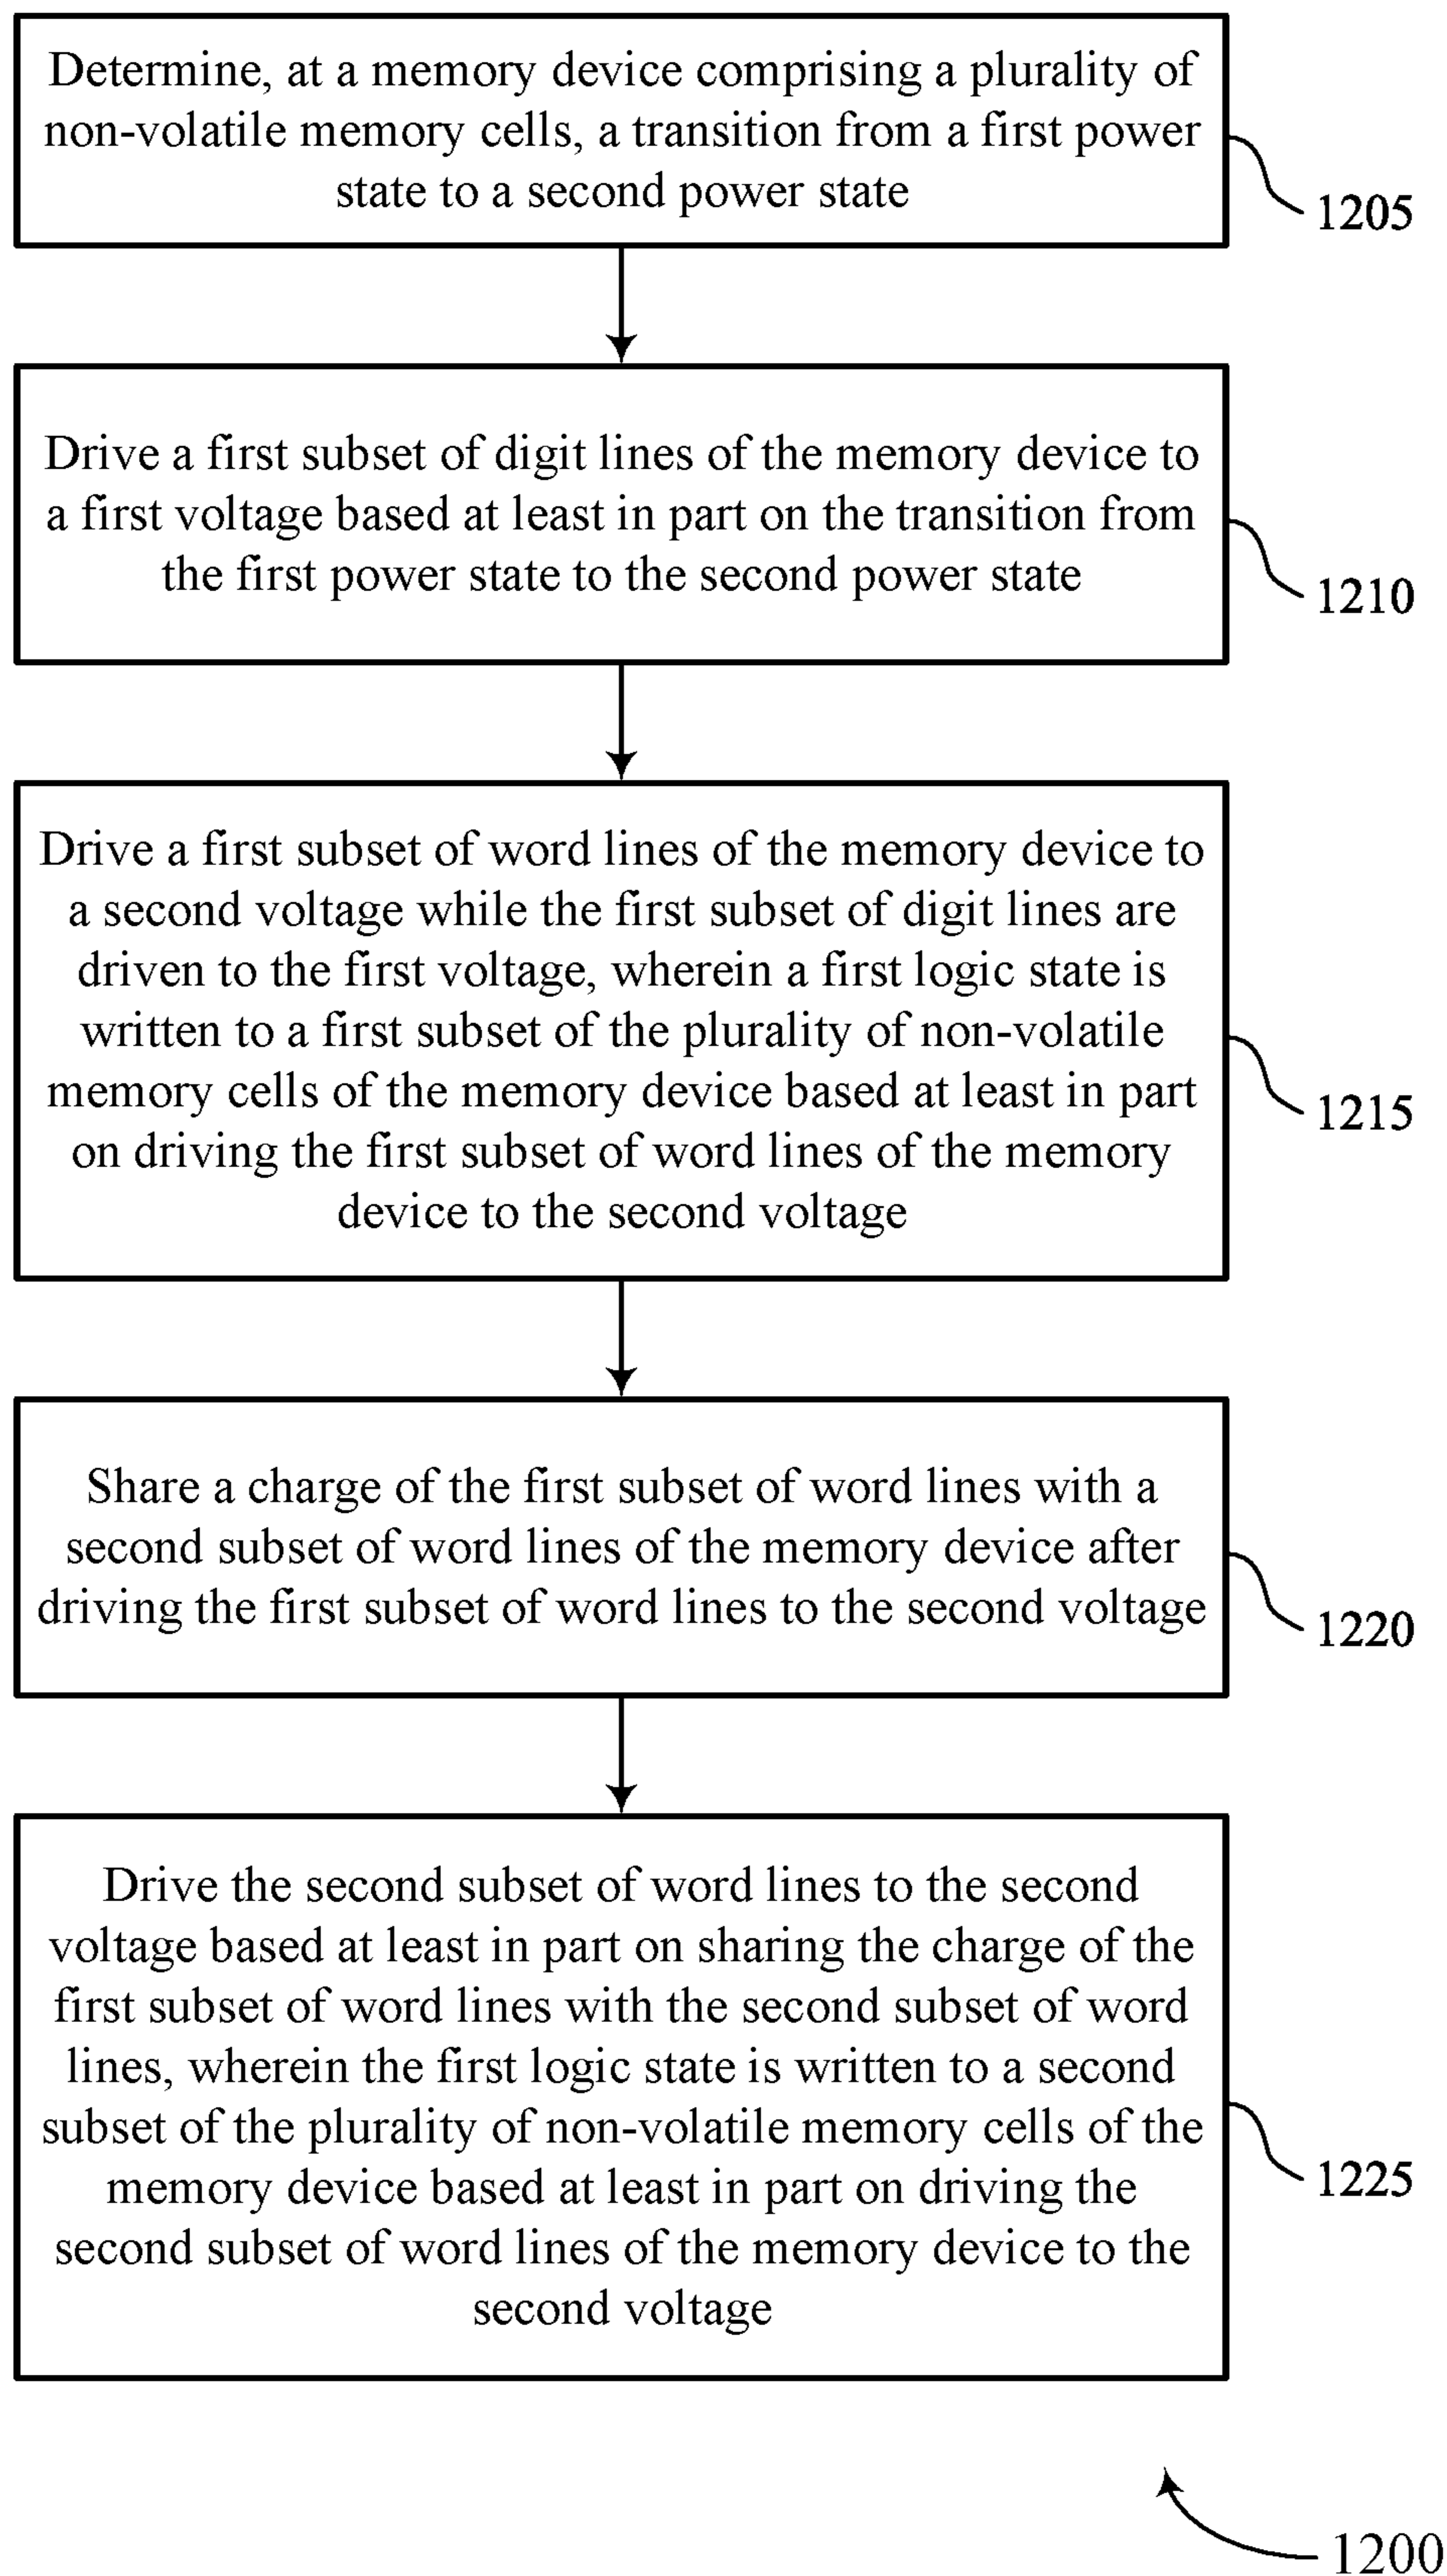 Determine, at a memory device comprising a plurality of
non-volatile memory cells, a transition from a first power
state to a second power state
1205
Drive a first subset of digit lines of the memory device to
a first voltage based at least in part on the transition from
the first power state to the second power state
1210
Drive a first subset of word lines of the memory device to
a second voltage while the first subset of digit lines are
driven to the first voltage, wherein a first logic state is
written to a first subset of the plurality of non-volatile
memory cells of the memory device based at least in part
on driving the first subset of word lines of the memory
device to the second voltage
1215
Share a charge of the first subset of word lines with a
second subset of word lines of the memory device after
driving the first subset of word lines to the second voltage
1220
Drive the second subset of word lines to the second
voltage based at least in part on sharing the charge of the
first subset of word lines with the second subset of word
lines, wherein the first logic state is written to a second
subset of the plurality of non-volatile memory cells of the
memory device based at least in part on driving the
second subset of word lines of the memory device to the
second voltage
1225
1200